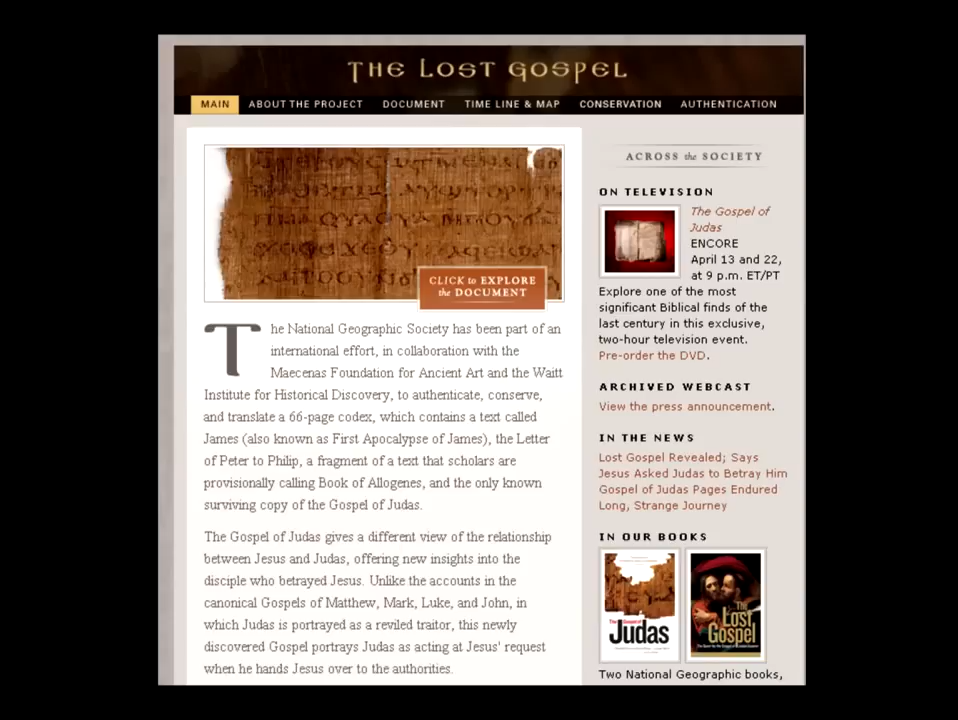 THE LOST GOSPEL
MAIN
ABOUT THE PROJECT
DOCUMENT
TIME LINE & MAP
CONSERVATION
AUTHENTICATION
CLICK to EXPLORE
the DOCUMENT
The National Geographic Society has been part of an
international effort, in collaboration with the
Maecenas Foundation for Ancient Art and the Waitt
Institute for Historical Discovery, to authenticate, conserve,
and translate a 66-page codex, which contains a text called
James (also known as First Apocalypse of James), the Letter
of Peter to Philip, a fragment of a text that scholars are
provisionally calling Book of Allogenes, and the only known
surviving copy of the Gospel of Judas.
The Gospel of Judas gives a different view of the relationship
between Jesus and Judas, offering new insights into the
disciple who betrayed Jesus. Unlike the accounts in the
canonical Gospels of Matthew, Mark, Luke, and John, in
which Judas is portrayed as a reviled traitor, this newly
discovered Gospel portrays Judas as acting at Jesus' request
when he hands Jesus over to the authorities.
ACROSS the SOCIETY
ON TELEVISION
The Gospel of
Judas
ENCORE
April 13 and 22,
at 9 p.m. ET/PT
Explore one of the most
significant Biblical finds of the
last century in this exclusive,
two-hour television event.
Pre-order the DVD.
ARCHIVED WEBCAST
View the press announcement.
IN THE NEWS
Lost Gospel Revealed; Says
Jesus Asked Judas to Betray Him
Gospel of Judas Pages Endured
Long, Strange Journey
IN OUR BOOKS
The Gospel of
Judas
The
Lost
Gospel
Two National Geographic books,